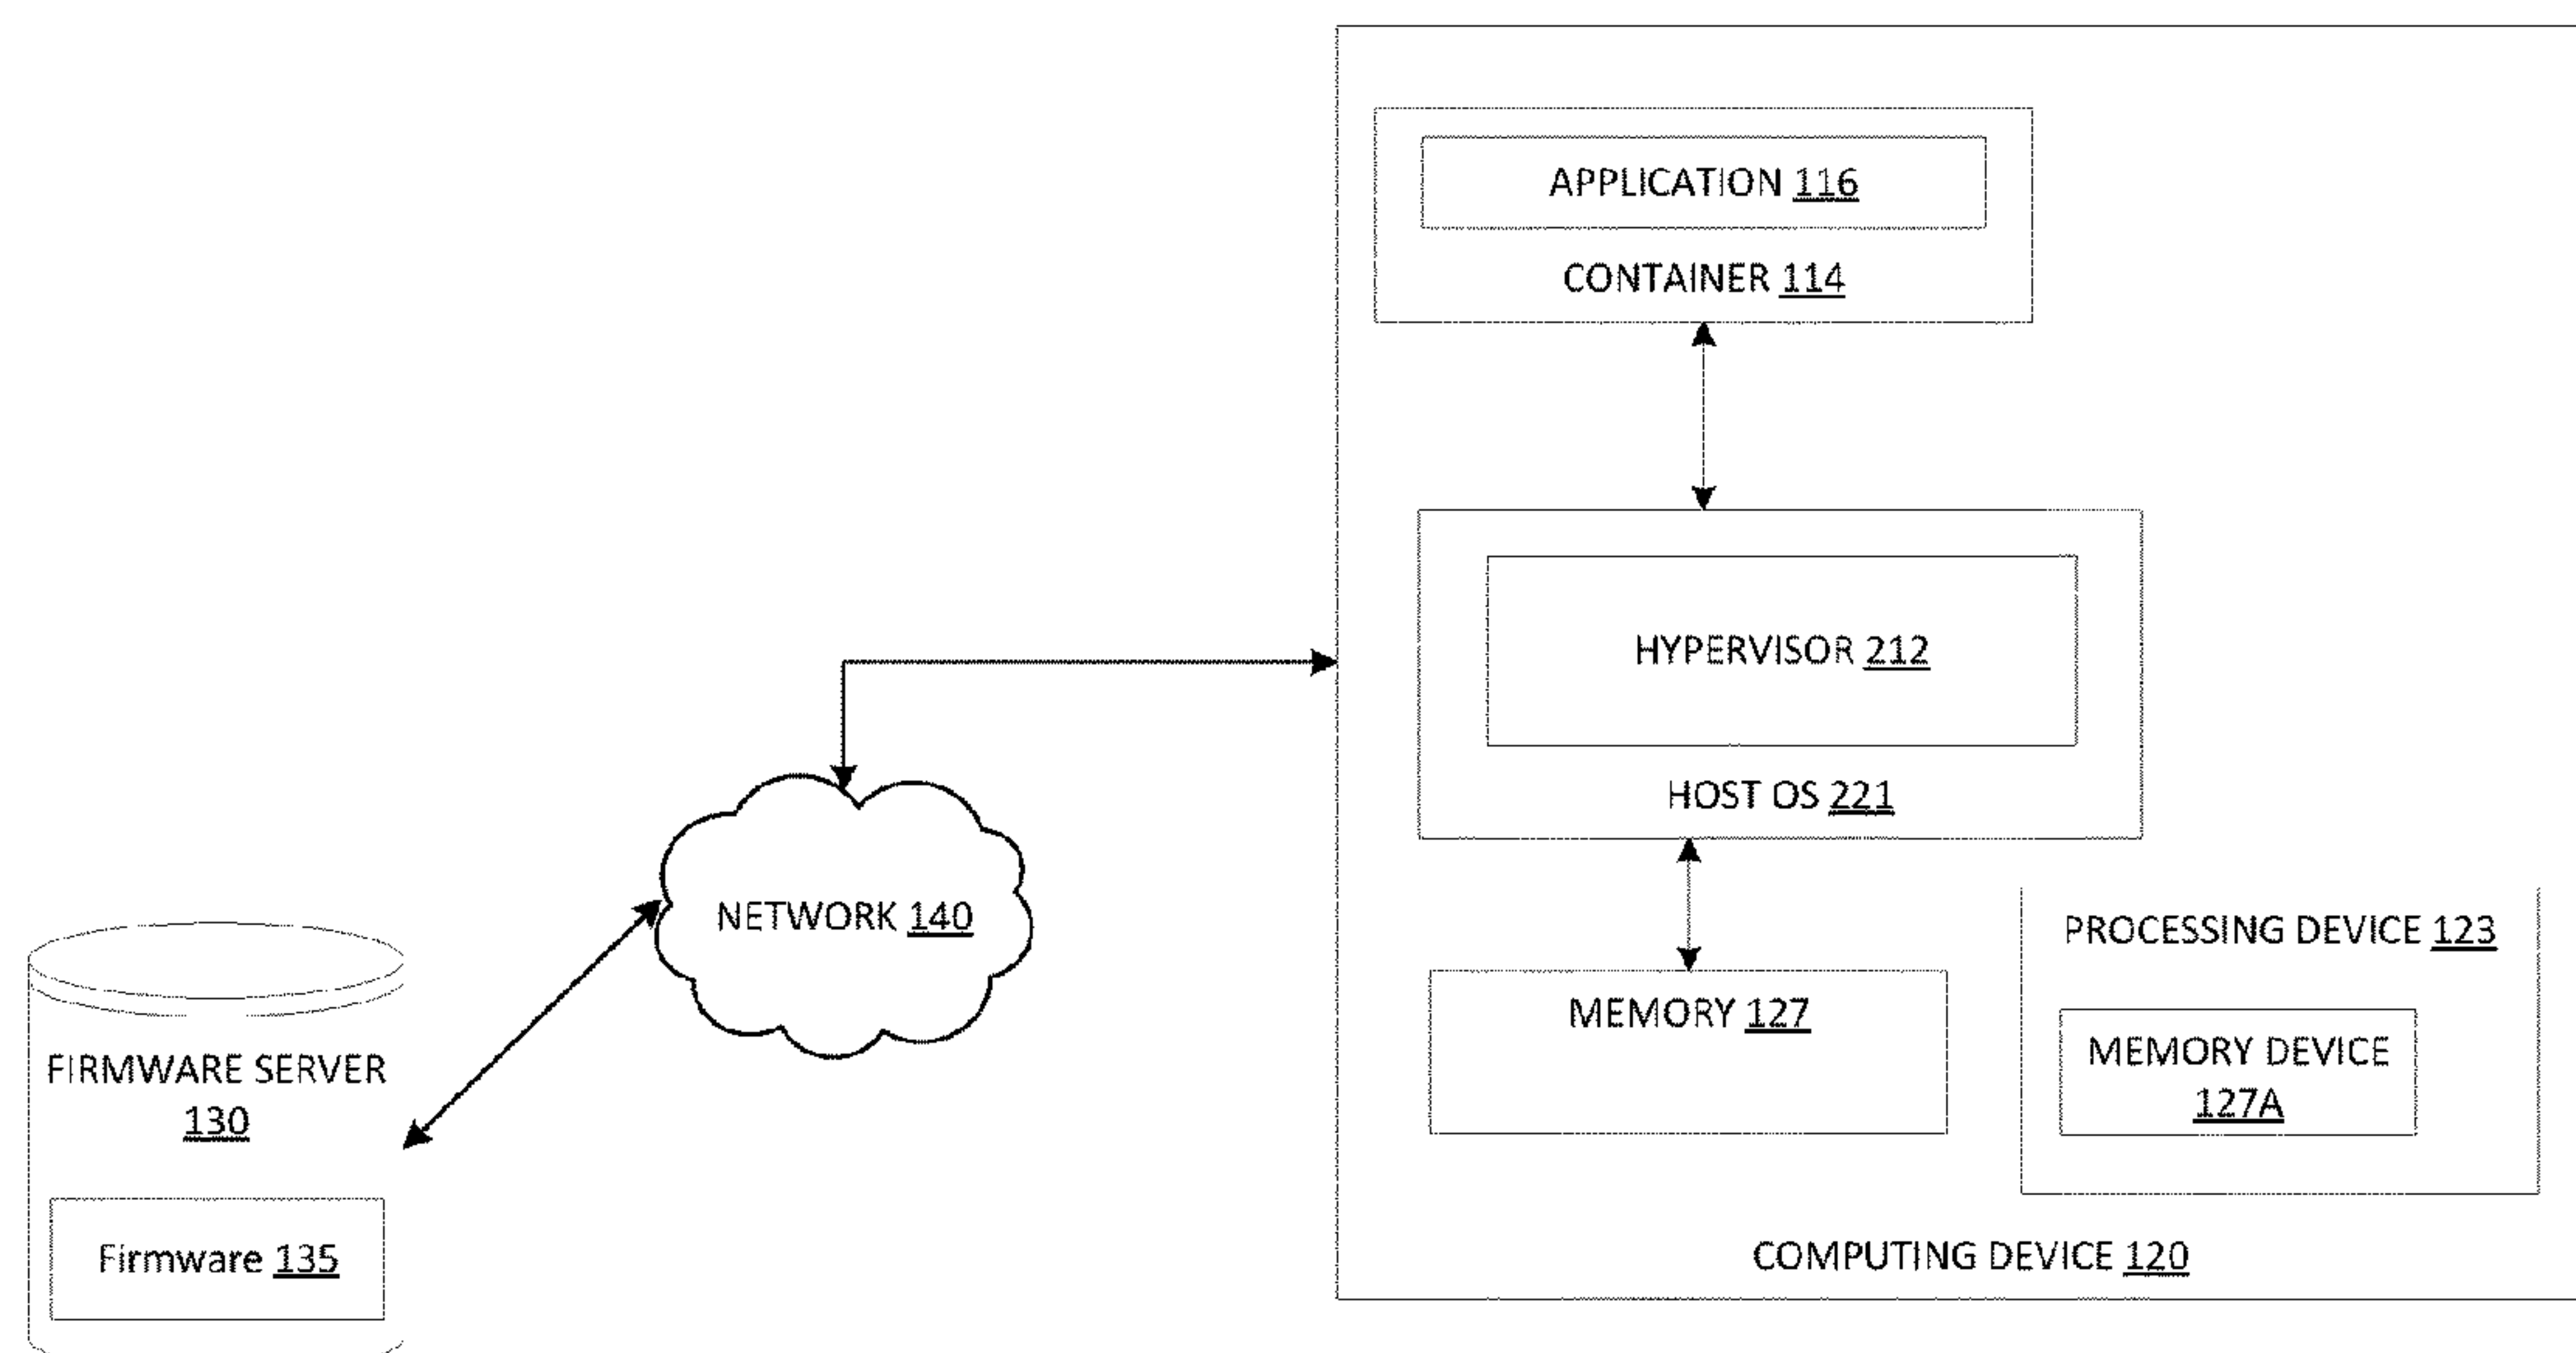 APPLICATION 116
CONTAINER 114
HYPERVISOR 212
HOST OS 221
NETWORK 140
PROCESSING DEVICE 123
MEMORY 127
MEMORY DEVICE
127A
FIRMWARE SERVER
130
Firmware 135
COMPUTING DEVICE 120